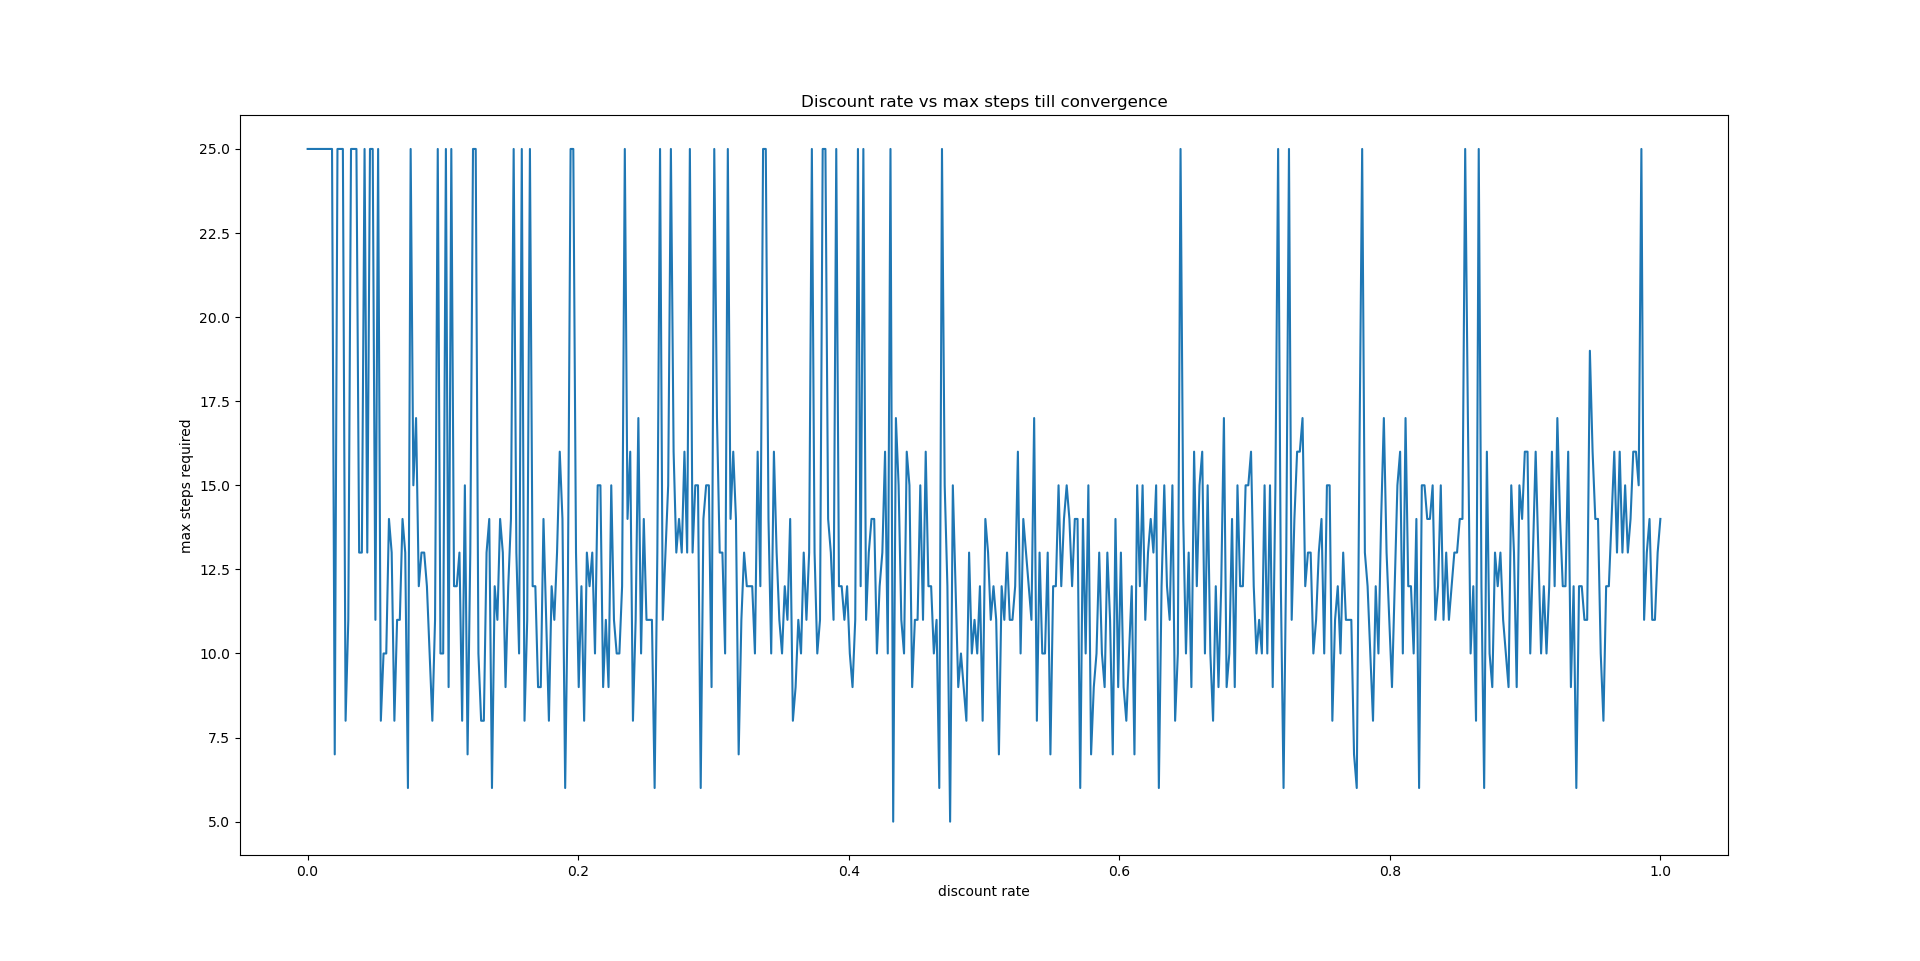 Discount rate vs max steps till convergence
25.0
22.5
20.0
17.5
15.0
12.5
10.0
7.5
5.0
max steps required
0.0 0.2 0.4 0.6 0.8 1.0
discount rate